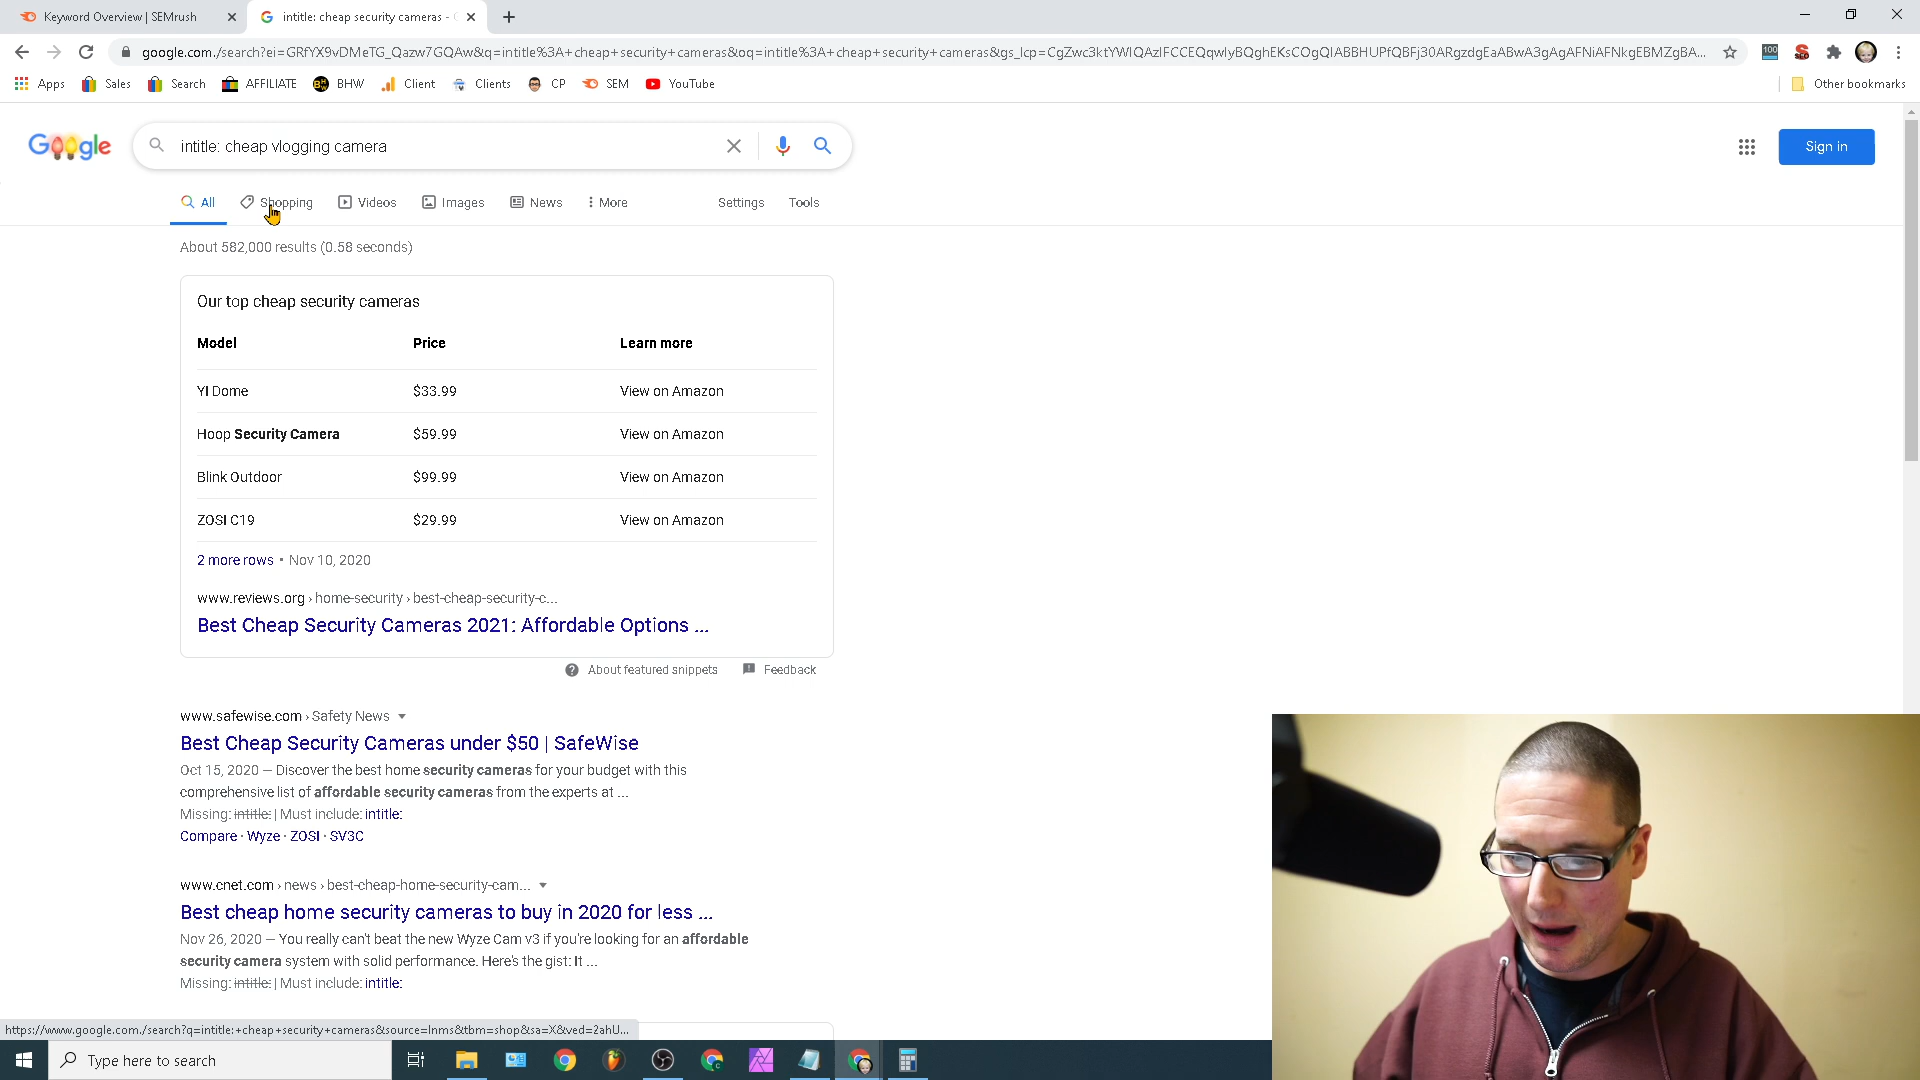 Keyword Overview | SEMrush
intitle: cheap security cameras - G
google.com./search?ei=GRfYX9vDMeTG_Qazw7GQAw&q=intitle%3A+cheap+security+cameras&oq=intitle%3A+cheap+security+cameras&gs_lcp=CgZwc3ktYWIQAzIFCCEQqwIyBQghEKsCOgQIABBHUPfQBFj30ARgzdgEaABwA3gAgAFNiAFNkgEBMZgBA...
100
Apps
Sales
Search
AFFILIATE
BHW
Client
Clients
CP
SEM
YouTube
Other bookmarks
Google
intitle: cheap vlogging camera
Sign in
All
Shopping
Videos
Images
News
More
Settings
Tools
About 582,000 results (0.58 seconds)
Our top cheap security cameras
Model Price Learn more
YI Dome $33.99 View on Amazon
Hoop Security Camera $59.99 View on Amazon
Blink Outdoor $99.99 View on Amazon
ZOSI C19 $29.99 View on Amazon
2 more rows • Nov 10, 2020
www.reviews.org › home-security › best-cheap-security-c...
Best Cheap Security Cameras 2021: Affordable Options ...
About featured snippets
Feedback
www.safewise.com › Safety News
Best Cheap Security Cameras under $50 | SafeWise
Oct 15, 2020 — Discover the best home security cameras for your budget with this
comprehensive list of affordable security cameras from the experts at ...
Missing: intitle: | Must include: intitle:
Compare · Wyze · ZOSI · SV3C
www.cnet.com › news › best-cheap-home-security-cam...
Best cheap home security cameras to buy in 2020 for less ...
Nov 26, 2020 — You really can't beat the new Wyze Cam v3 if you're looking for an affordable
security camera system with solid performance. Here's the gist: It ...
Missing: intitle: | Must include: intitle:
https://www.google.com./search?q=intitle:+cheap+security+cameras&source=lnms&tbm=shop&sa=X&ved=2ahU...
Type here to search